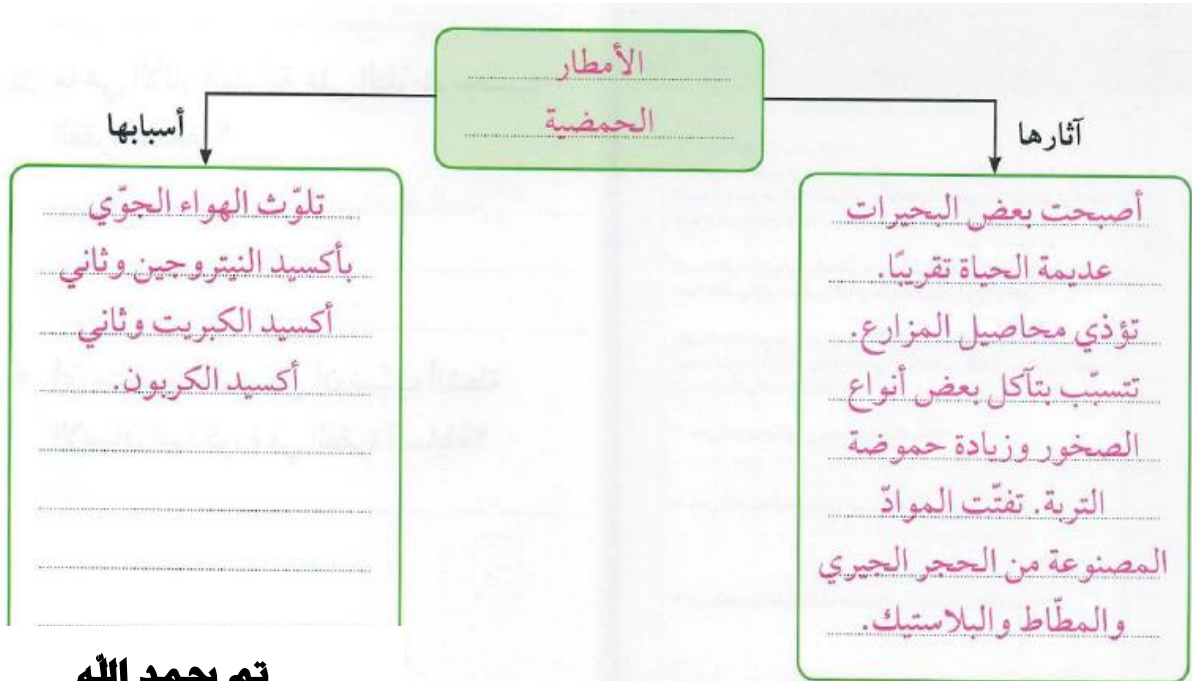 الأمطار
الحمضية
آثارها
أصبحت بعض البحيرات
عديمة الحياة تقريبًا.
تؤذي محاصيل المزارع.
تتسبّب بتآكل بعض أنواع
الصخور وزيادة حموضة
التربة. تفتّت الموادّ
المصنوعة من الحجر الجيري
والمطّاط والبلاستيك.
أسبابها
تلوّث الهواء الجوّي
بأكسيد النيتروجين وثاني
أكسيد الكبريت وثاني
أكسيد الكربون.
تم بحمد الله